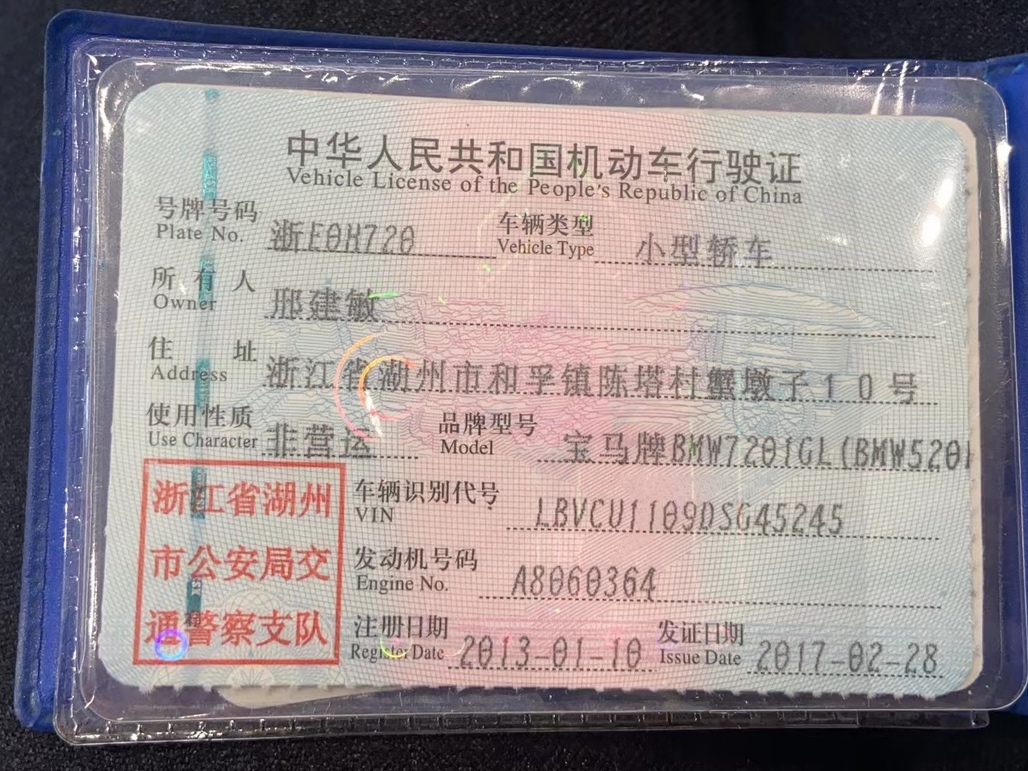 中华人民共和国机动车行驶证
Vehicle License of the People's Republic of China
号牌号码 浙E0H720 车辆类型 小型轿车
Plate No. Vehicle Type
所有人 邢建敏
Owner
住址 浙江省湖州市和孚镇陈塔村蟹墩子10号
Address
使用性质 非营运 品牌型号 宝马牌BMW7201GL(BMW5201
Use Character Model
浙江省湖州
市公安局交
通警察支队
车辆识别代号 LBVCU1109DSG45245
VIN
发动机号码 A8060364
Engine No.
注册日期 2013-01-10 发证日期 2017-02-28
Register Date Issue Date